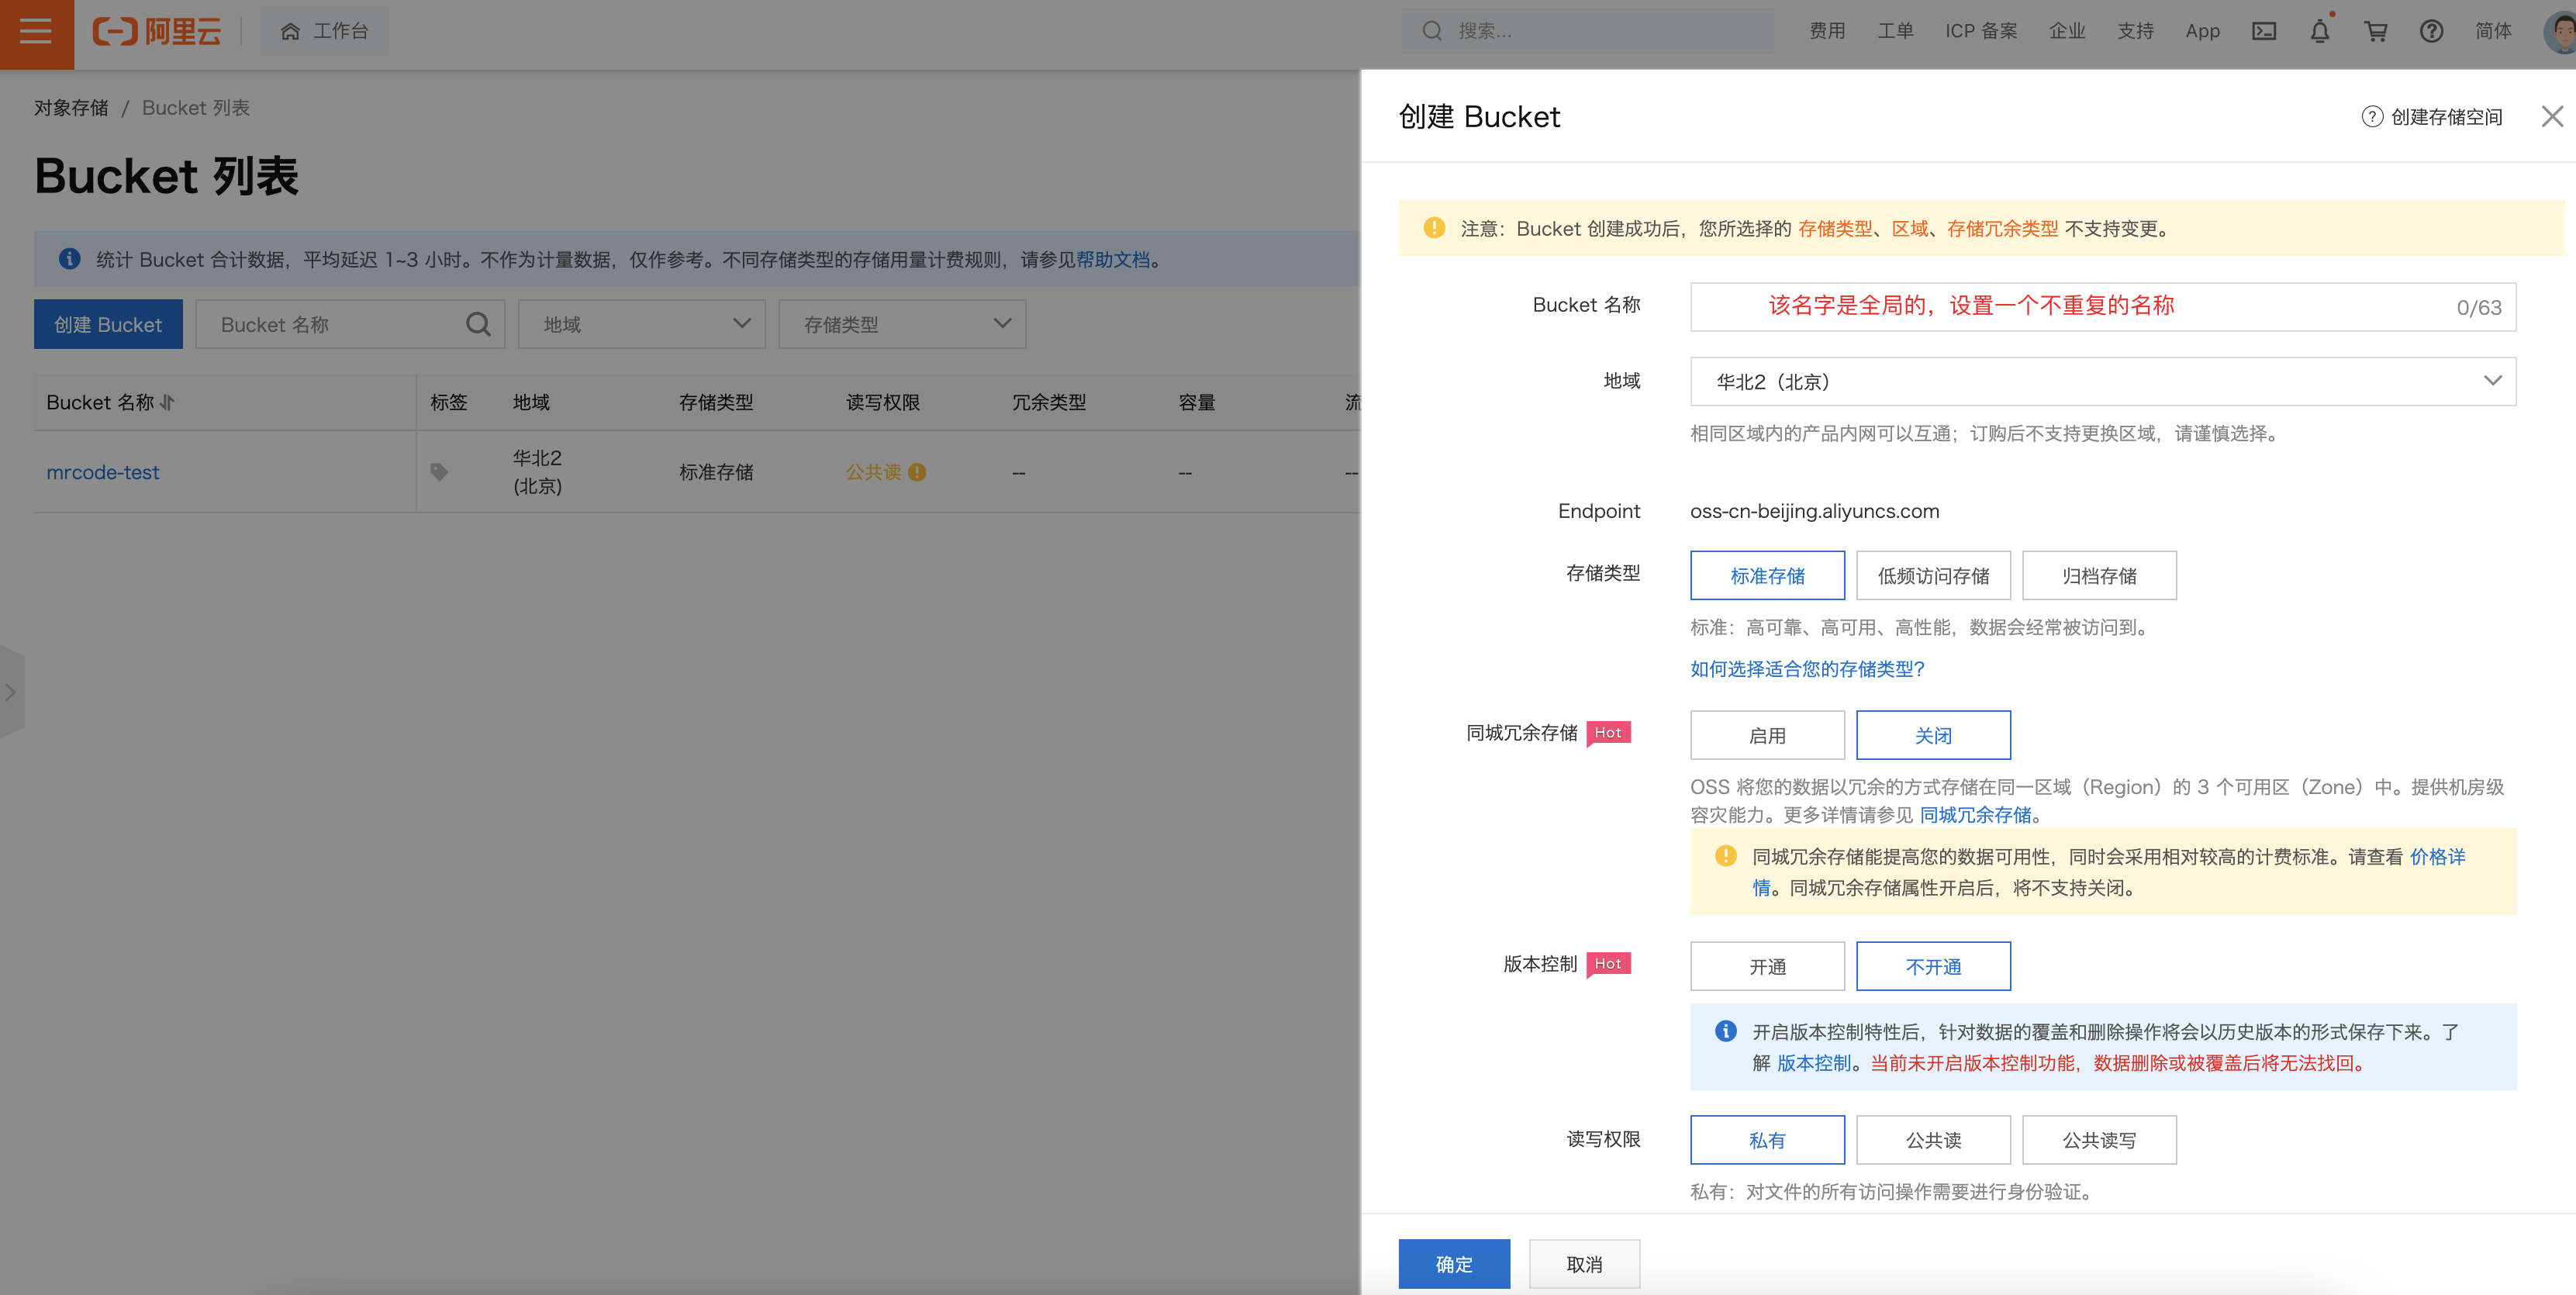 阿里云
工作台
搜索...
费用 工单 ICP 备案 企业 支持 App 简体
对象存储 / Bucket 列表
Bucket 列表
统计 Bucket 合计数据，平均延迟 1~3 小时。不作为计量数据，仅作参考。不同存储类型的存储用量计费规则，请参见帮助文档。
创建 Bucket
Bucket 名称
地域
存储类型
Bucket 名称 标签 地域 存储类型 读写权限 冗余类型 容量 流
mrcode-test 华北2 (北京) 标准存储 公共读 -- -- --
创建 Bucket
创建存储空间
注意：Bucket 创建成功后，您所选择的 存储类型、区域、存储冗余类型 不支持变更。
Bucket 名称 该名字是全局的，设置一个不重复的名称 0/63
地域 华北2（北京）
相同区域内的产品内网可以互通；订购后不支持更换区域，请谨慎选择。
Endpoint oss-cn-beijing.aliyuncs.com
存储类型 标准存储 低频访问存储 归档存储
标准：高可靠、高可用、高性能，数据会经常被访问到。
如何选择适合您的存储类型？
同城冗余存储 Hot 启用 关闭
OSS 将您的数据以冗余的方式存储在同一区域（Region）的 3 个可用区（Zone）中。提供机房级
容灾能力。更多详情请参见 同城冗余存储。
同城冗余存储能提高您的数据可用性，同时会采用相对较高的计费标准。请查看 价格详
情。同城冗余存储属性开启后，将不支持关闭。
版本控制 Hot 开通 不开通
开启版本控制特性后，针对数据的覆盖和删除操作将会以历史版本的形式保存下来。了
解 版本控制。当前未开启版本控制功能，数据删除或被覆盖后将无法找回。
读写权限 私有 公共读 公共读写
私有：对文件的所有访问操作需要进行身份验证。
确定 取消